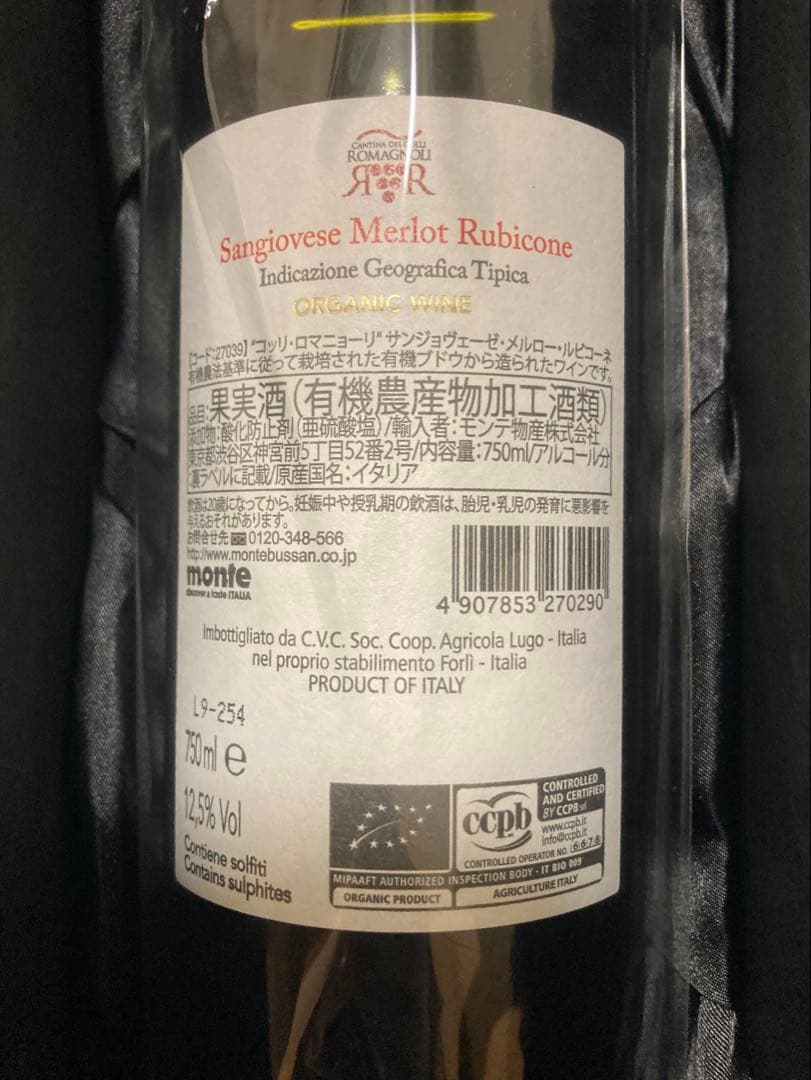 CANTINA DEI COLLI
ROMAGNOLI
RR
Sangiovese Merlot Rubicone
Indicazione Geografica Tipica
ORGANIC WINE
【コード:27039】"コッリ・ロマニョーリ" サンジョヴェーゼ・メルロー・ルビコーネ
有機農法基準に従って栽培された有機ブドウから造られたワインです。
品目:果実酒(有機農産物加工酒類)
添加物:酸化防止剤(亜硫酸塩)/輸入者:モンテ物産株式会社
東京都渋谷区神宮前5丁目52番2号/内容量:750ml/アルコール分
:裏ラベルに記載/原産国名:イタリア
飲酒は20歳になってから。妊娠中や授乳期の飲酒は、胎児・乳児の発育に悪影響を
与えるおそれがあります。
お問合せ先 0120-348-566
http://www.montebussan.co.jp
monte
discover & taste ITALIA
4 907853 270290
Imbottigliato da C.V.C. Soc. Coop. Agricola Lugo - Italia
nel proprio stabilimento Forlì - Italia
PRODUCT OF ITALY
L9-254
750ml e
12,5% Vol
Contiene solfiti
Contains sulphites
ccpb
CONTROLLED
AND CERTIFIED
BY CCPB srl
www.ccpb.it
info@ccpb.it
CONTROLLED OPERATOR NO. L6678
MIPAAFT AUTHORIZED INSPECTION BODY - IT BIO 009
ORGANIC PRODUCT
AGRICULTURE ITALY